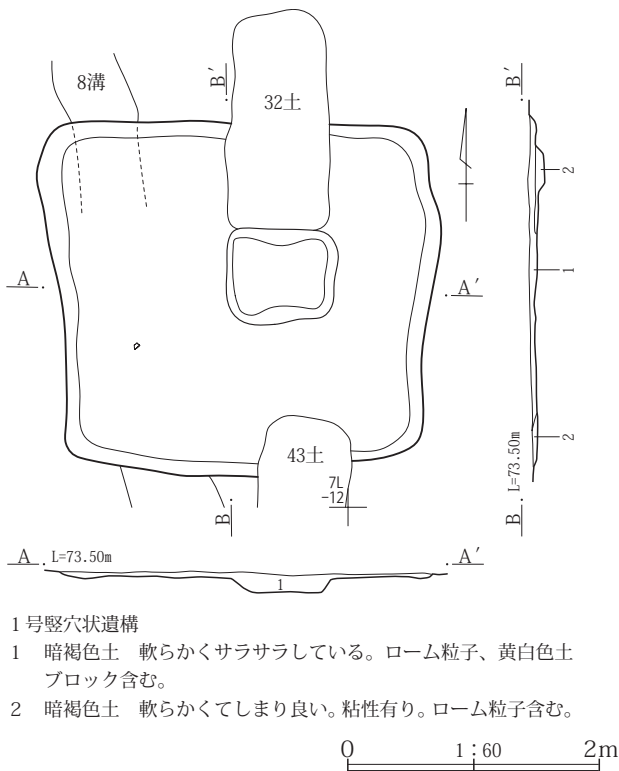 8溝
B′
32土
B′
2
A
A′
1
43土
7L
-12
2
L=73.50m
B
B
A L=73.50m A′
1
1号竪穴状遺構
1 暗褐色土 軟らかくサラサラしている。ローム粒子、黄白色土
ブロック含む。
2 暗褐色土 軟らかくてしまり良い。粘性有り。ローム粒子含む。
0 1:60 2m